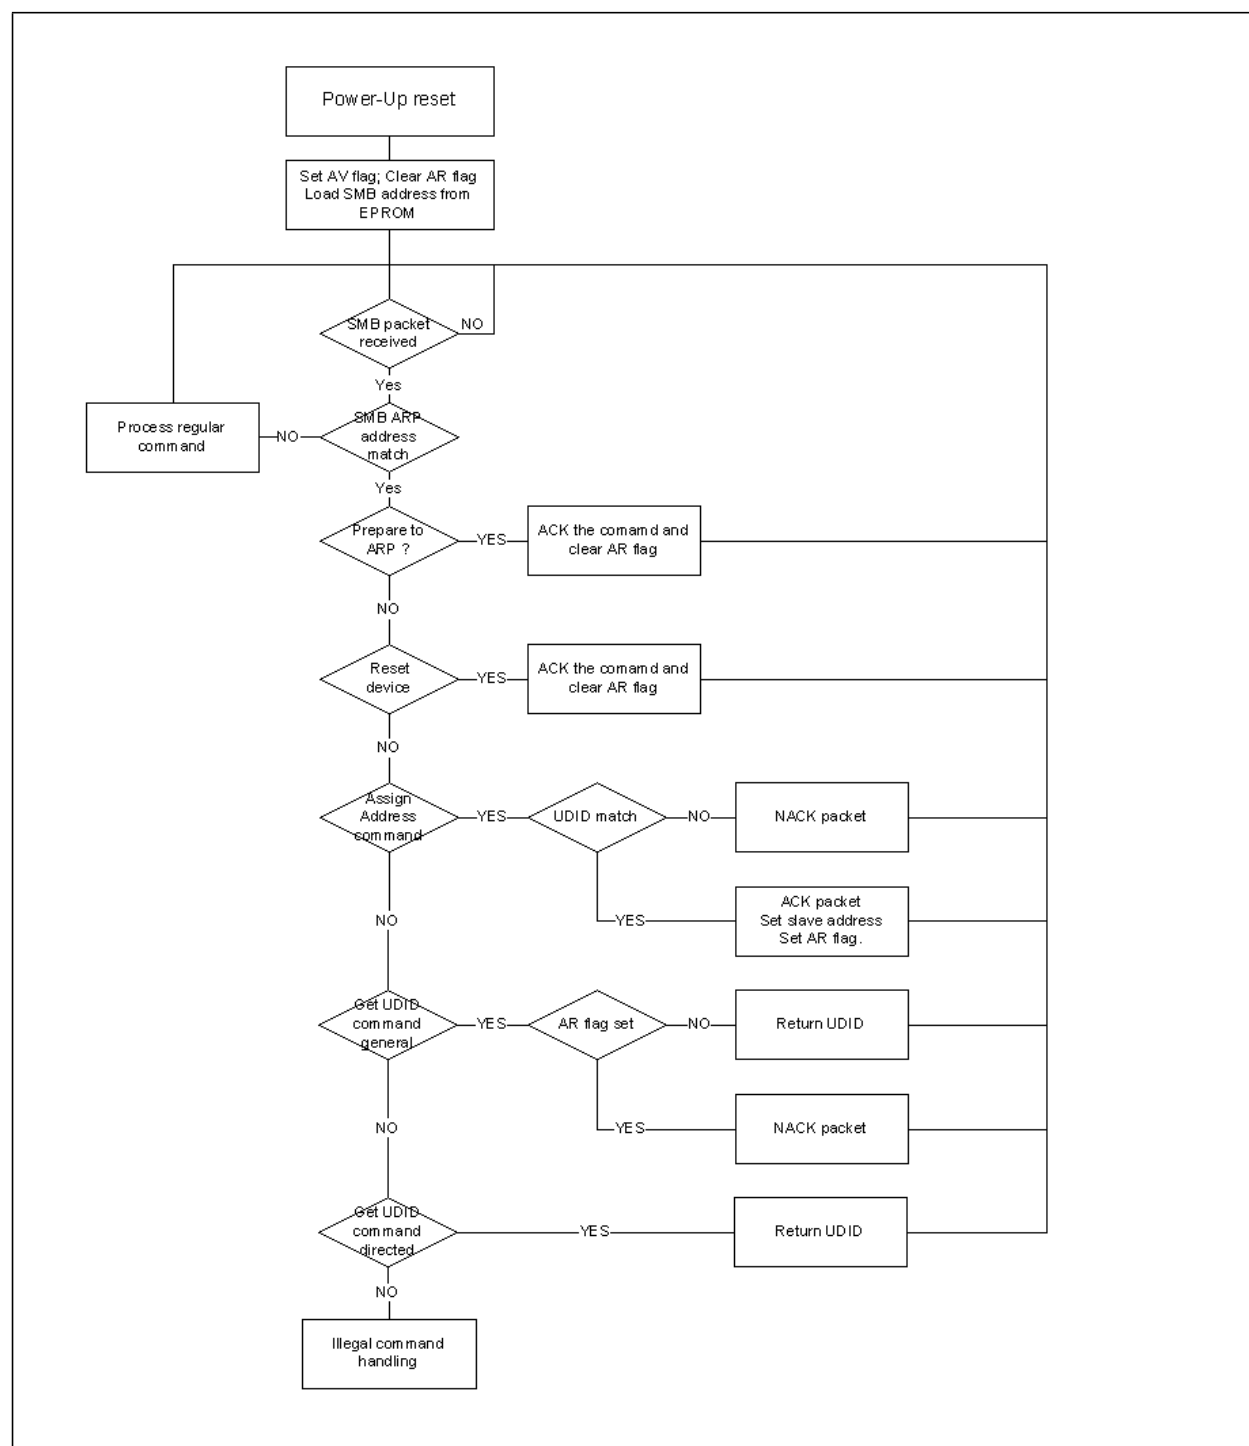 Power-Up reset
Set AV flag; Clear AR flag
Load SMB address from
EPROM
SMB packet
received
NO
Yes
SMB ARP
address
match
NO
Process regular
command
Yes
Prepare to
ARP ?
YES
ACK the comamd and
clear AR flag
NO
Reset
device
YES
ACK the comamd and
clear AR flag
NO
Assign
Address
command
YES
UDID match
NO
NACK packet
YES
ACK packet
Set slave address
Set AR flag.
NO
Get UDID
command
general
YES
AR flag set
NO
Return UDID
YES
NACK packet
NO
Get UDID
command
directed
YES
Return UDID
NO
Illegal command
handling